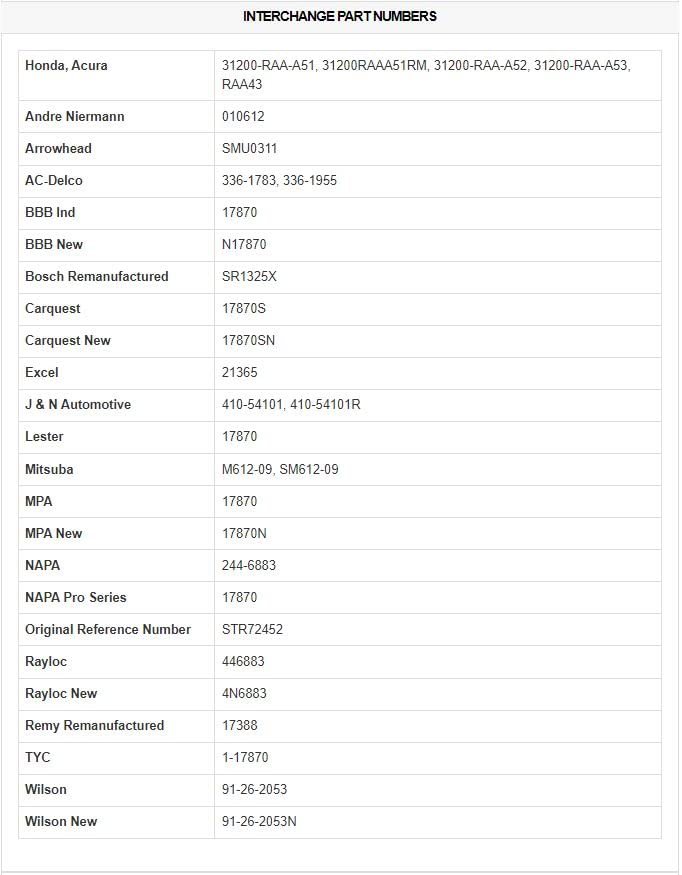 INTERCHANGE PART NUMBERS
Honda, Acura 31200-RAA-A51, 31200RAAA51RM, 31200-RAA-A52, 31200-RAA-A53,
RAA43
Andre Niermann 010612
Arrowhead SMU0311
AC-Delco 336-1783, 336-1955
BBB Ind 17870
BBB New N17870
Bosch Remanufactured SR1325X
Carquest 17870S
Carquest New 17870SN
Excel 21365
J & N Automotive 410-54101, 410-54101R
Lester 17870
Mitsuba M612-09, SM612-09
MPA 17870
MPA New 17870N
NAPA 244-6883
NAPA Pro Series 17870
Original Reference Number STR72452
Rayloc 446883
Rayloc New 4N6883
Remy Remanufactured 17388
TYC 1-17870
Wilson 91-26-2053
Wilson New 91-26-2053N